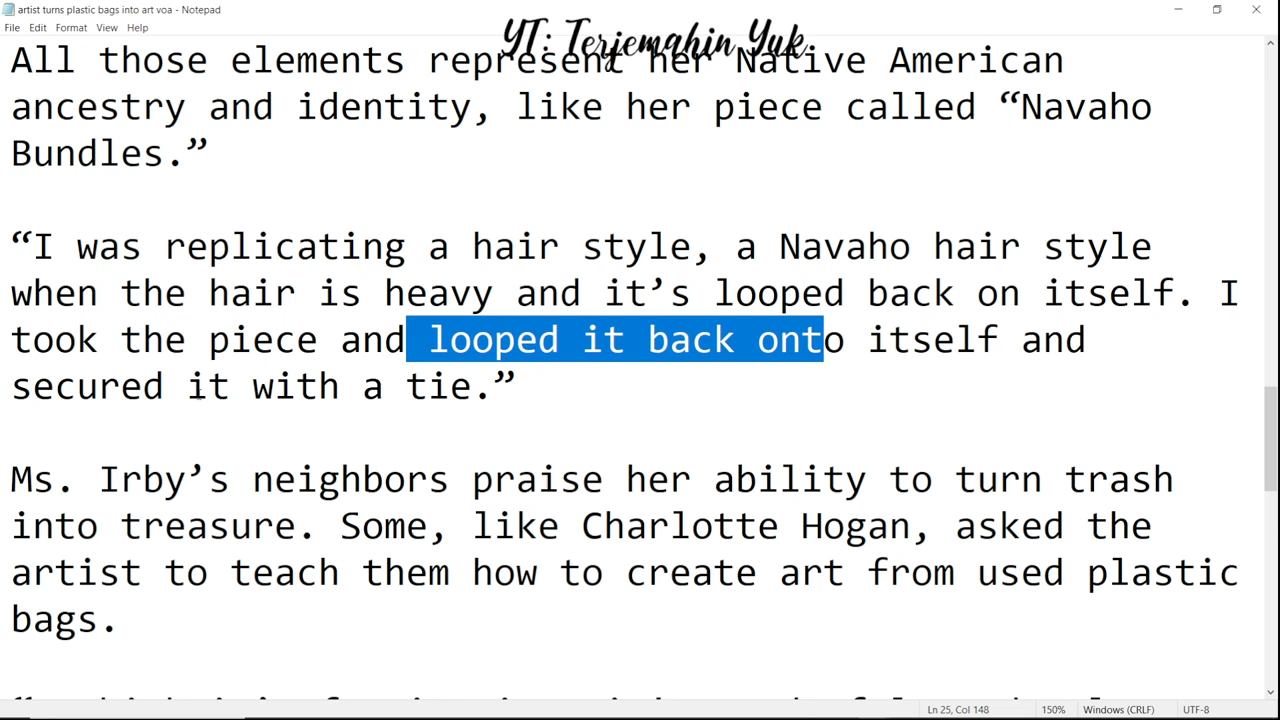 artist turns plastic bags into art voa - Notepad
File Edit Format View Help
YT: Terjemahin Yuk
All those elements represent her Native American
ancestry and identity, like her piece called “Navaho
Bundles.”
“I was replicating a hair style, a Navaho hair style
when the hair is heavy and it’s looped back on itself. I
took the piece and looped it back onto itself and
secured it with a tie.”
Ms. Irby’s neighbors praise her ability to turn trash
into treasure. Some, like Charlotte Hogan, asked the
artist to teach them how to create art from used plastic
bags.
Ln 25, Col 148 150% Windows (CRLF) UTF-8